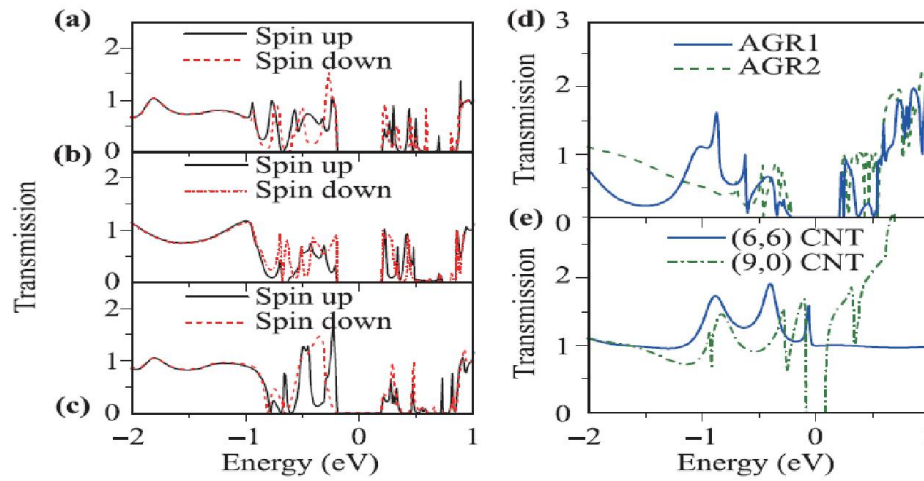 (a)
2
1
0
Spin up
Spin down
(b)
2
1
0
Spin up
Spin down
(c)
2
1
0
Spin up
Spin down
Transmission
−2
−1
0
1
Energy (eV)
(d)
3
2
1
0
AGR1
AGR2
Transmission
(e)
2
1
0
(6,6) CNT
(9,0) CNT
Transmission
−2
−1
0
1
Energy (eV)